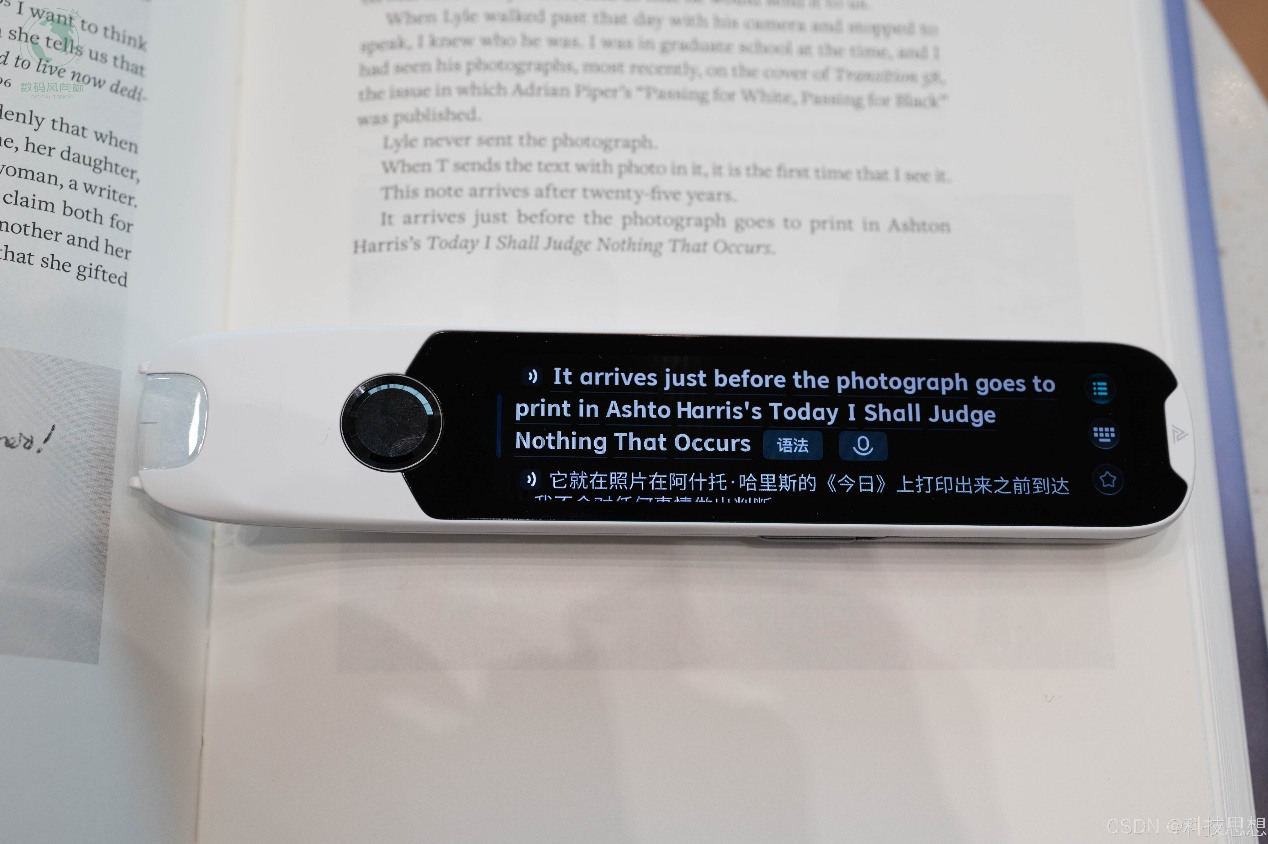 I want to think
she tells us that
d to live now dedi-
96
denly that when
e, her daughter,
woman, a writer.
claim both for
mother and her
that she gifted
When Lyle walked past that day with his camera and stopped to
speak, I knew who he was. I was in graduate school at the time, and I
had seen his photographs, most recently, on the cover of Transition 58,
the issue in which Adrian Piper's "Passing for White, Passing for Black"
was published.
Lyle never sent the photograph.
When T sends the text with photo in it, it is the first time that I see it.
This note arrives after twenty-five years.
It arrives just before the photograph goes to print in Ashton
Harris's Today I Shall Judge Nothing That Occurs.
It arrives just before the photograph goes to
print in Ashto Harris's Today I Shall Judge
Nothing That Occurs 语法
它就在照片在阿什托·哈里斯的《今日》上打印出来之前到达
数码风向标
CSDN @科技思想